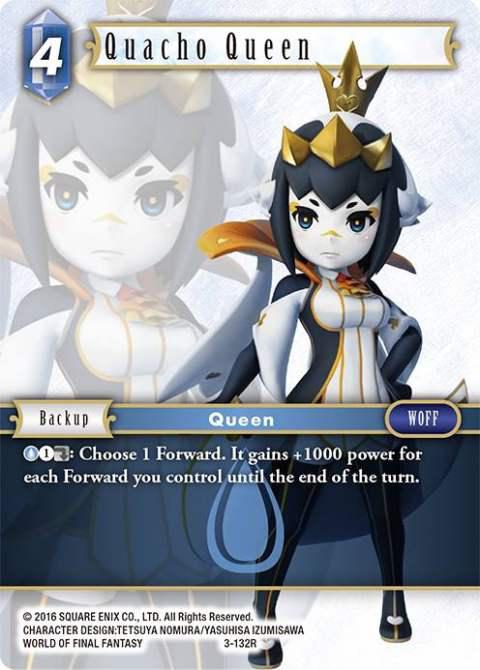 4
Quacho Queen
Backup
Queen
WOFF
1: Choose 1 Forward. It gains +1000 power for
each Forward you control until the end of the turn.
© 2016 SQUARE ENIX CO., LTD. All Rights Reserved.
CHARACTER DESIGN:TETSUYA NOMURA/YASUHISA IZUMISAWA
WORLD OF FINAL FANTASY 3-132R